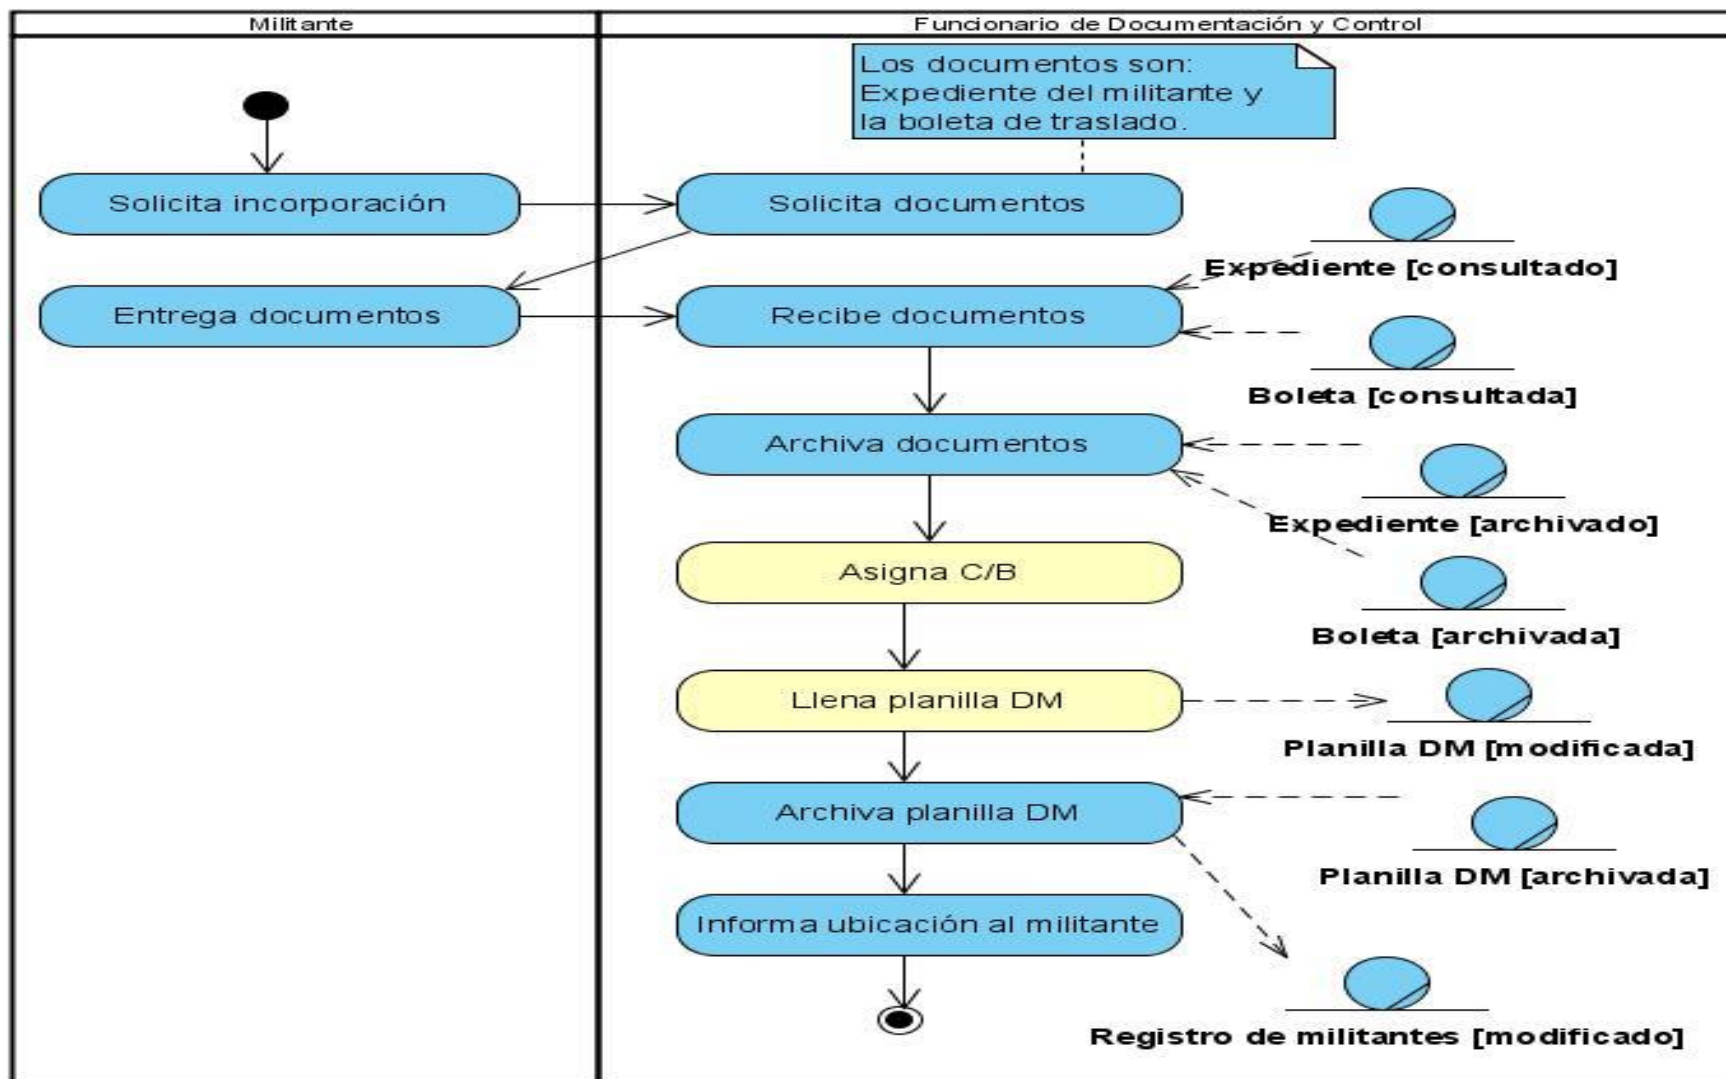 Militante
Funcionario de Documentación y Control
Los documentos son:
Expediente del militante y
la boleta de traslado.
Solicita incorporación
Solicita documentos
Expediente [consultado]
Entrega documentos
Recibe documentos
Boleta [consultada]
Archiva documentos
Expediente [archivado]
Asigna C/B
Boleta [archivada]
Llena planilla DM
Planilla DM [modificada]
Archiva planilla DM
Planilla DM [archivada]
Informa ubicación al militante
Registro de militantes [modificado]